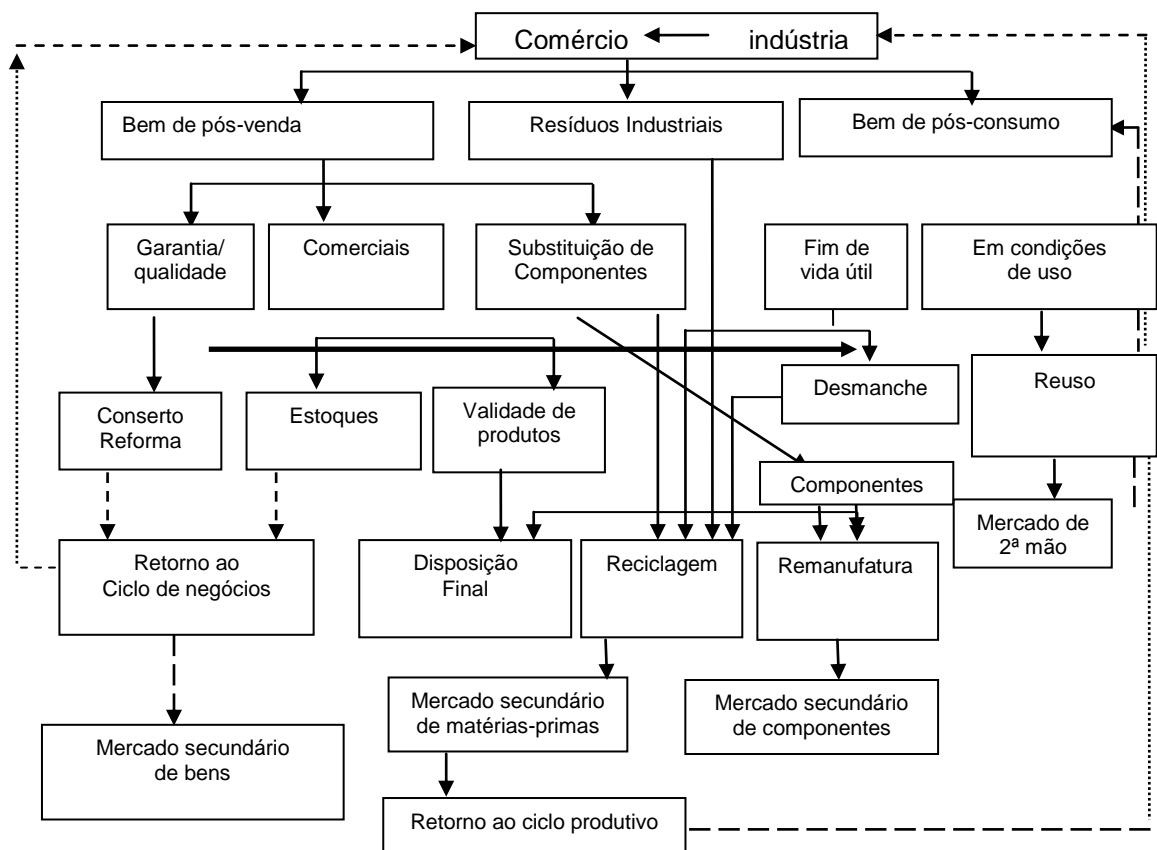 Comércio indústria
Bem de pós-venda
Resíduos Industriais
Bem de pós-consumo
Garantia/
qualidade
Comerciais
Substituição de
Componentes
Fim de
vida útil
Em condições
de uso
Conserto
Reforma
Estoques
Validade de
produtos
Desmanche
Reuso
Componentes
Retorno ao
Ciclo de negócios
Disposição
Final
Reciclagem
Remanufatura
Mercado de
2ª mão
Mercado secundário
de bens
Mercado secundário
de matérias-primas
Mercado secundário
de componentes
Retorno ao ciclo produtivo